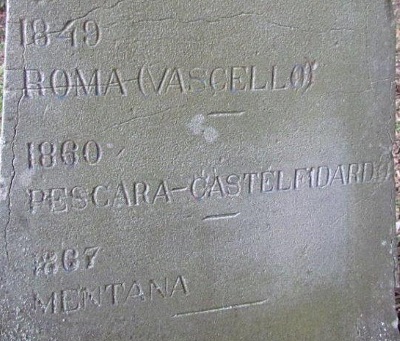 1849
ROMA (VASCELLO)
1860
PESCARA-CASTELFIDARDO
1867
MENTANA